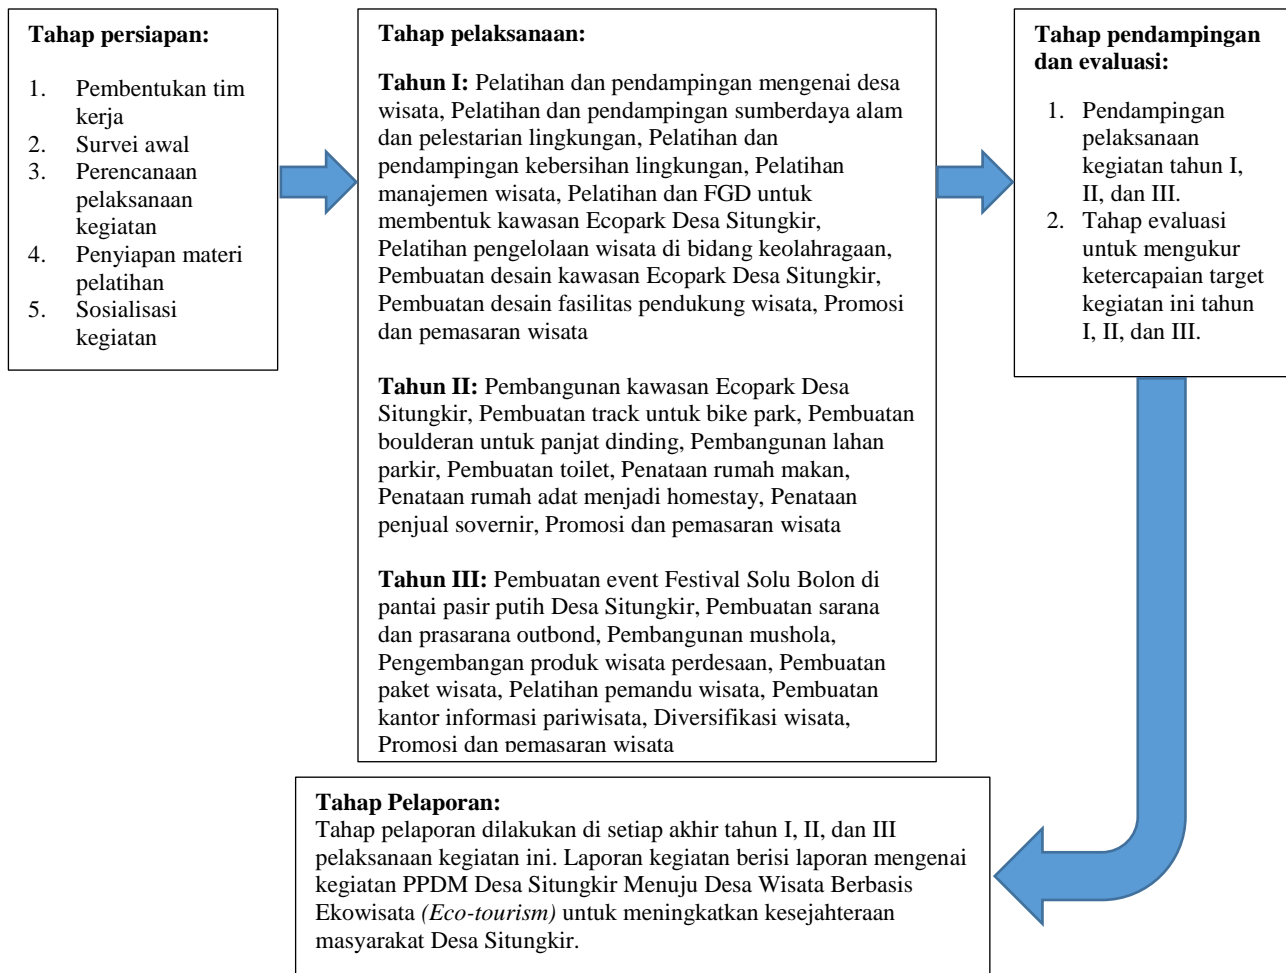 Tahap persiapan:
1. Pembentukan tim
kerja
2. Survei awal
3. Perencanaan
pelaksanaan
kegiatan
4. Penyiapan materi
pelatihan
5. Sosialisasi
kegiatan
Tahap pelaksanaan:
Tahun I: Pelatihan dan pendampingan mengenai desa
wisata, Pelatihan dan pendampingan sumberdaya alam
dan pelestarian lingkungan, Pelatihan dan
pendampingan kebersihan lingkungan, Pelatihan
manajemen wisata, Pelatihan dan FGD untuk
membentuk kawasan Ecopark Desa Situngkir,
Pelatihan pengelolaan wisata di bidang keolahragaan,
Pembuatan desain kawasan Ecopark Desa Situngkir,
Pembuatan desain fasilitas pendukung wisata, Promosi
dan pemasaran wisata
Tahun II: Pembangunan kawasan Ecopark Desa
Situngkir, Pembuatan track untuk bike park, Pembuatan
boulderan untuk panjat dinding, Pembangunan lahan
parkir, Pembuatan toilet, Penataan rumah makan,
Penataan rumah adat menjadi homestay, Penataan
penjual sovernir, Promosi dan pemasaran wisata
Tahun III: Pembuatan event Festival Solu Bolon di
pantai pasir putih Desa Situngkir, Pembuatan sarana
dan prasarana outbond, Pembangunan mushola,
Pengembangan produk wisata perdesaan, Pembuatan
paket wisata, Pelatihan pemandu wisata, Pembuatan
kantor informasi pariwisata, Diversifikasi wisata,
Promosi dan pemasaran wisata
Tahap pendampingan
dan evaluasi:
1. Pendampingan
pelaksanaan
kegiatan tahun I,
II, dan III.
2. Tahap evaluasi
untuk mengukur
ketercapaian target
kegiatan ini tahun
I, II, dan III.
Tahap Pelaporan:
Tahap pelaporan dilakukan di setiap akhir tahun I, II, dan III
pelaksanaan kegiatan ini. Laporan kegiatan berisi laporan mengenai
kegiatan PPDM Desa Situngkir Menuju Desa Wisata Berbasis
Ekowisata (Eco-tourism) untuk meningkatkan kesejahteraan
masyarakat Desa Situngkir.